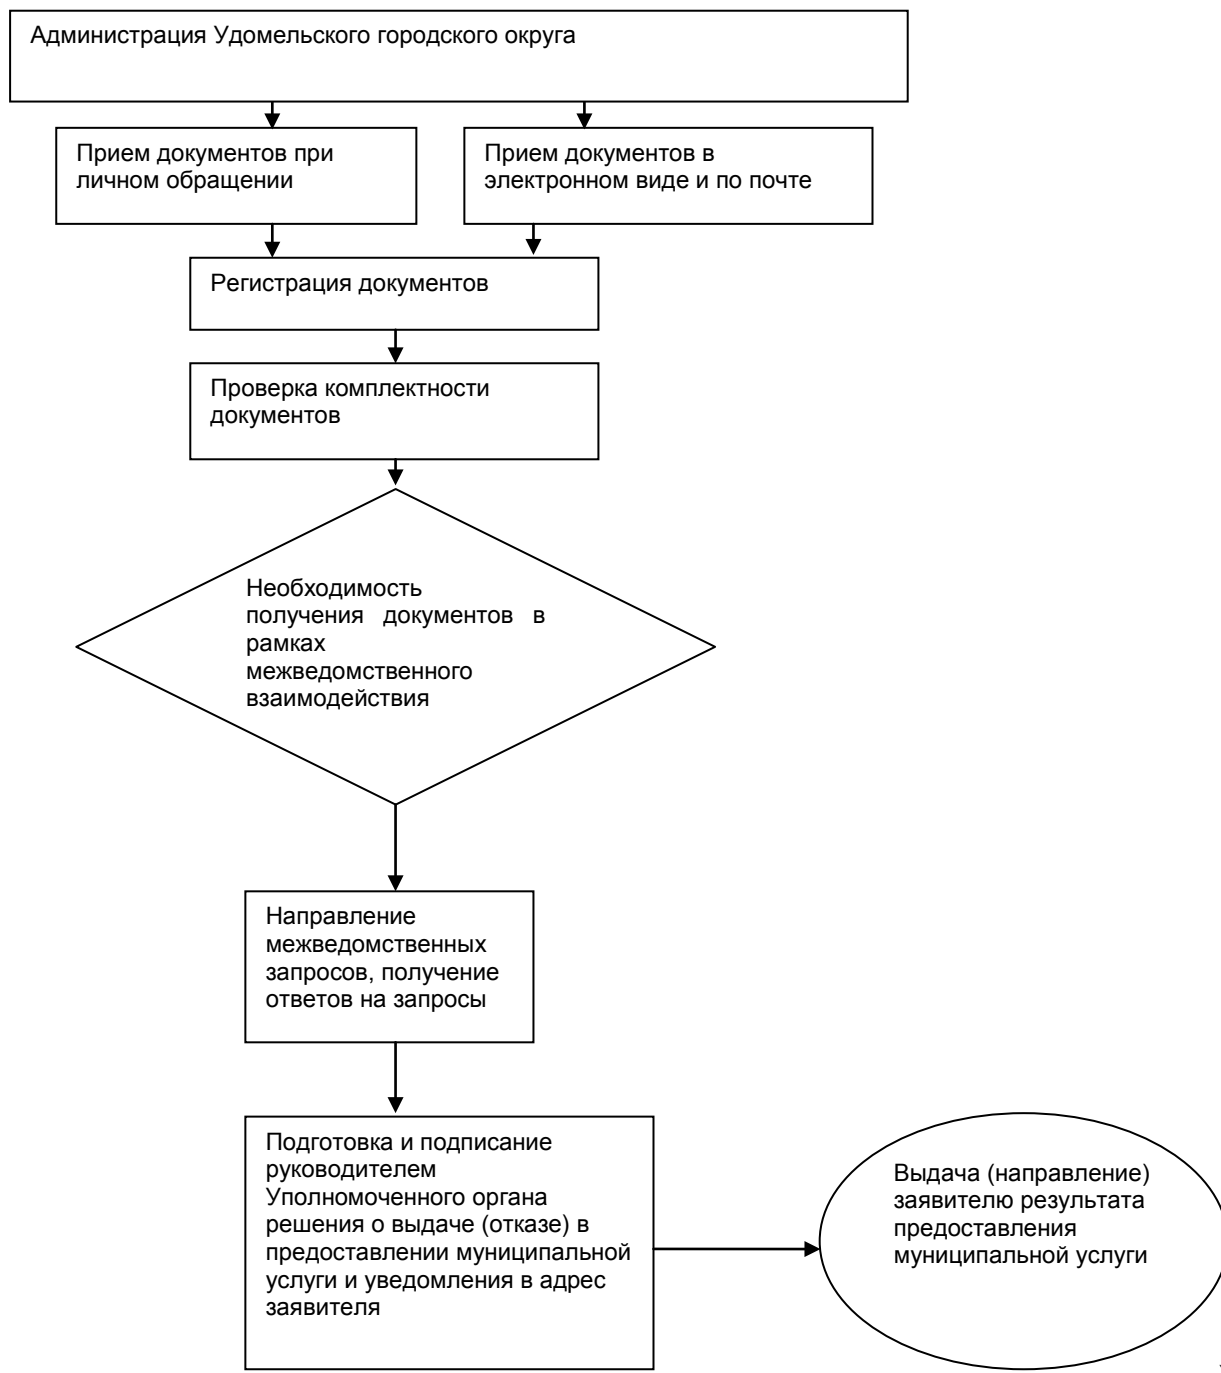 Администрация Удомельского городского округа
Прием документов при
личном обращении
Прием документов в
электронном виде и по почте
Регистрация документов
Проверка комплектности
документов
Необходимость
получения документов в
рамках
межведомственного
взаимодействия
Направление
межведомственных
запросов, получение
ответов на запросы
Подготовка и подписание
руководителем
Уполномоченного органа
решения о выдаче (отказе) в
предоставлении муниципальной
услуги и уведомления в адрес
заявителя
Выдача (направление)
заявителю результата
предоставления
муниципальной услуги